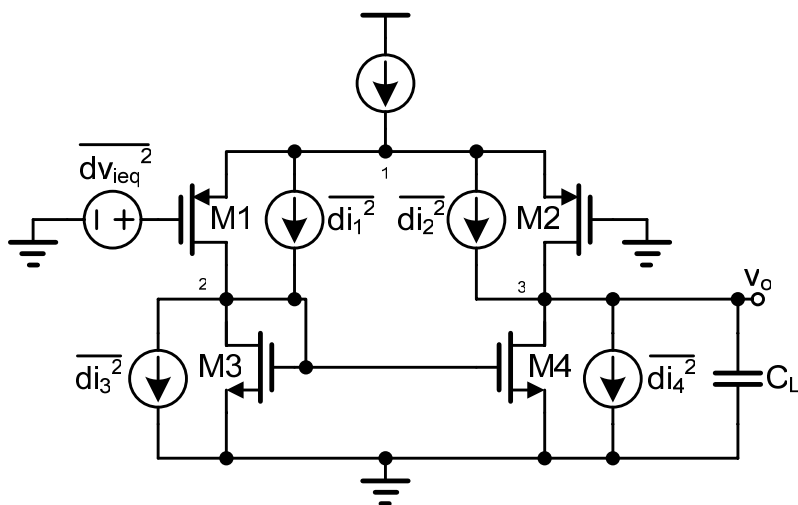 dv_ieq^2
1
M1
di_1^2
di_2^2
M2
2
3
v_o
di_3^2
M3
M4
di_4^2
C_L